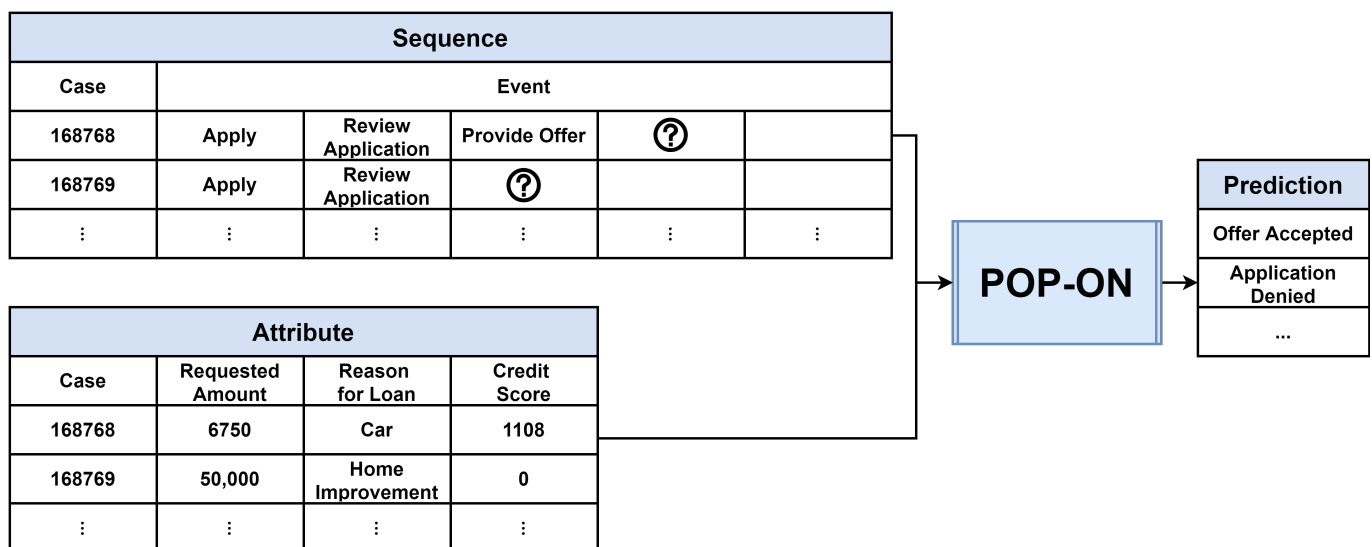 Sequence
Case Event
168768 Apply Review Application Provide Offer ?
168769 Apply Review Application ?
⋮ ⋮ ⋮ ⋮ ⋮ ⋮
Attribute
Case Requested Amount Reason for Loan Credit Score
168768 6750 Car 1108
168769 50,000 Home Improvement 0
⋮ ⋮ ⋮ ⋮
POP-ON
Prediction
Offer Accepted
Application
Denied
...